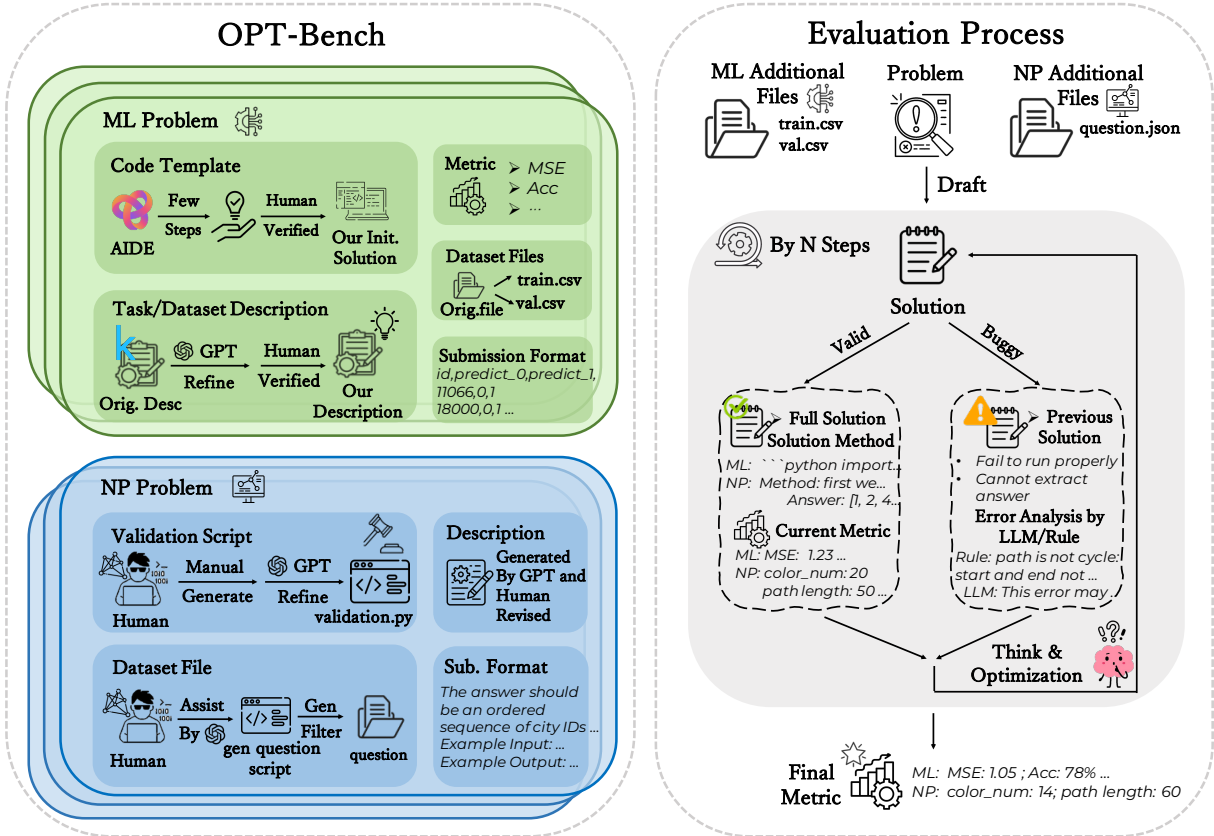 OPT-Bench
ML Problem
Code Template
AIDE
Few
Steps
Human
Verified
Our Init.
Solution
Metric
➢ MSE
➢ Acc
➢ ...
Dataset Files
Orig.file
train.csv
val.csv
Task/Dataset Description
k
Orig. Desc
GPT
Refine
Human
Verified
Our
Description
Submission Format
id,predict_0,predict_1,
11066,0,1
18000,0,1 ...
NP Problem
Validation Script
Human
Manual
Generate
GPT
Refine
validation.py
Description
Generated
By GPT and
Human
Revised
Dataset File
Human
Assist
By
gen question
script
Gen
Filter
question
Sub. Format
The answer should
be an ordered
sequence of city IDs ...
Example Input: ...
Example Output: ...
Evaluation Process
ML Additional
Files
train.csv
val.csv
Problem
NP Additional
Files
question.json
Draft
By N Steps
Solution
Valid
Buggy
➢ Full Solution
Solution Method
ML: ```python import...
NP: Method: first we...
Answer: [1, 2, 4...
Current Metric
ML: MSE: 1.23 ...
NP: color_num: 20
path length: 50 ...
➢ Previous
Solution
• Fail to run properly
• Cannot extract
answer
Error Analysis by
LLM/Rule
Rule: path is not cycle:
start and end not ...
LLM: This error may ...
Think &
Optimization
Final
Metric
ML: MSE: 1.05 ; Acc: 78% ...
NP: color_num: 14; path length: 60